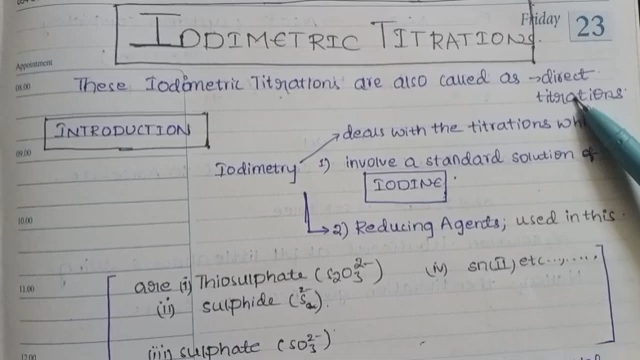 Friday 23
IODIMETRIC TITRATIONS
Appointment
08.00
These Iodometric Titrations are also called as → direct
titrations.
INTRODUCTION
09.00
deals with the titrations
Iodimetry 1) involve a standard solution of
IODINE
10.00
2) Reducing Agents; used in this
11.00
are (i) Thiosulphate (S2O3 2-) (iv) Sn(II) etc..,.....
(ii) sulphide
(iii) sulphate (SO3 2-)
12.00